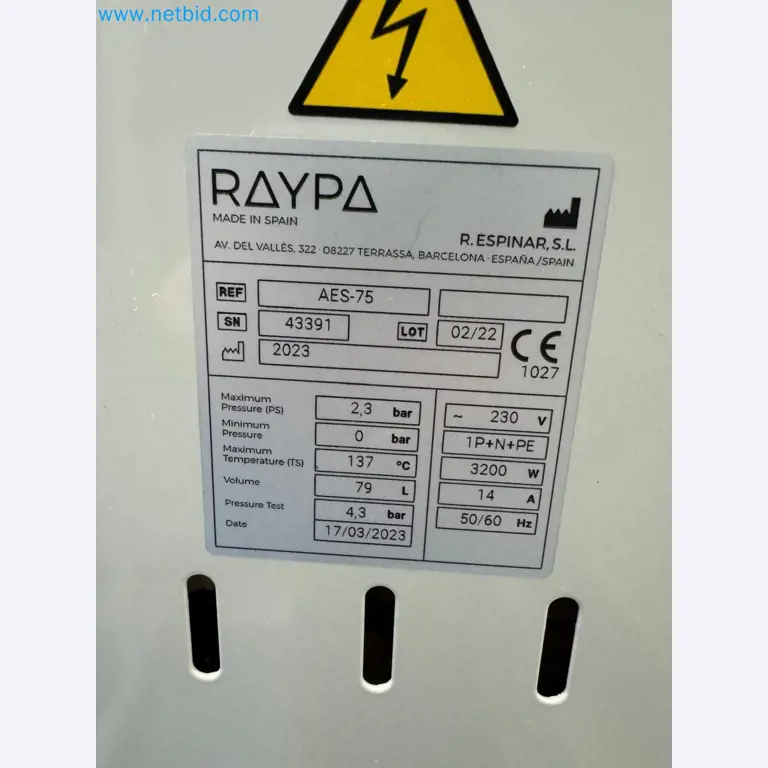 www.netbid.com
RAYPA
MADE IN SPAIN
R. ESPINAR, S.L.
AV. DEL VALLÈS, 322 · 08227 TERRASSA, BARCELONA · ESPAÑA/SPAIN
REF AES-75
SN 43391 LOT 02/22 CE
2023 1027
Maximum Pressure (PS) 2,3 bar ~ 230 V
Minimum Pressure 0 bar 1P+N+PE
Maximum Temperature (TS) 137 °C 3200 W
Volume 79 L 14 A
Pressure Test 4,3 bar 50/60 Hz
Date 17/03/2023